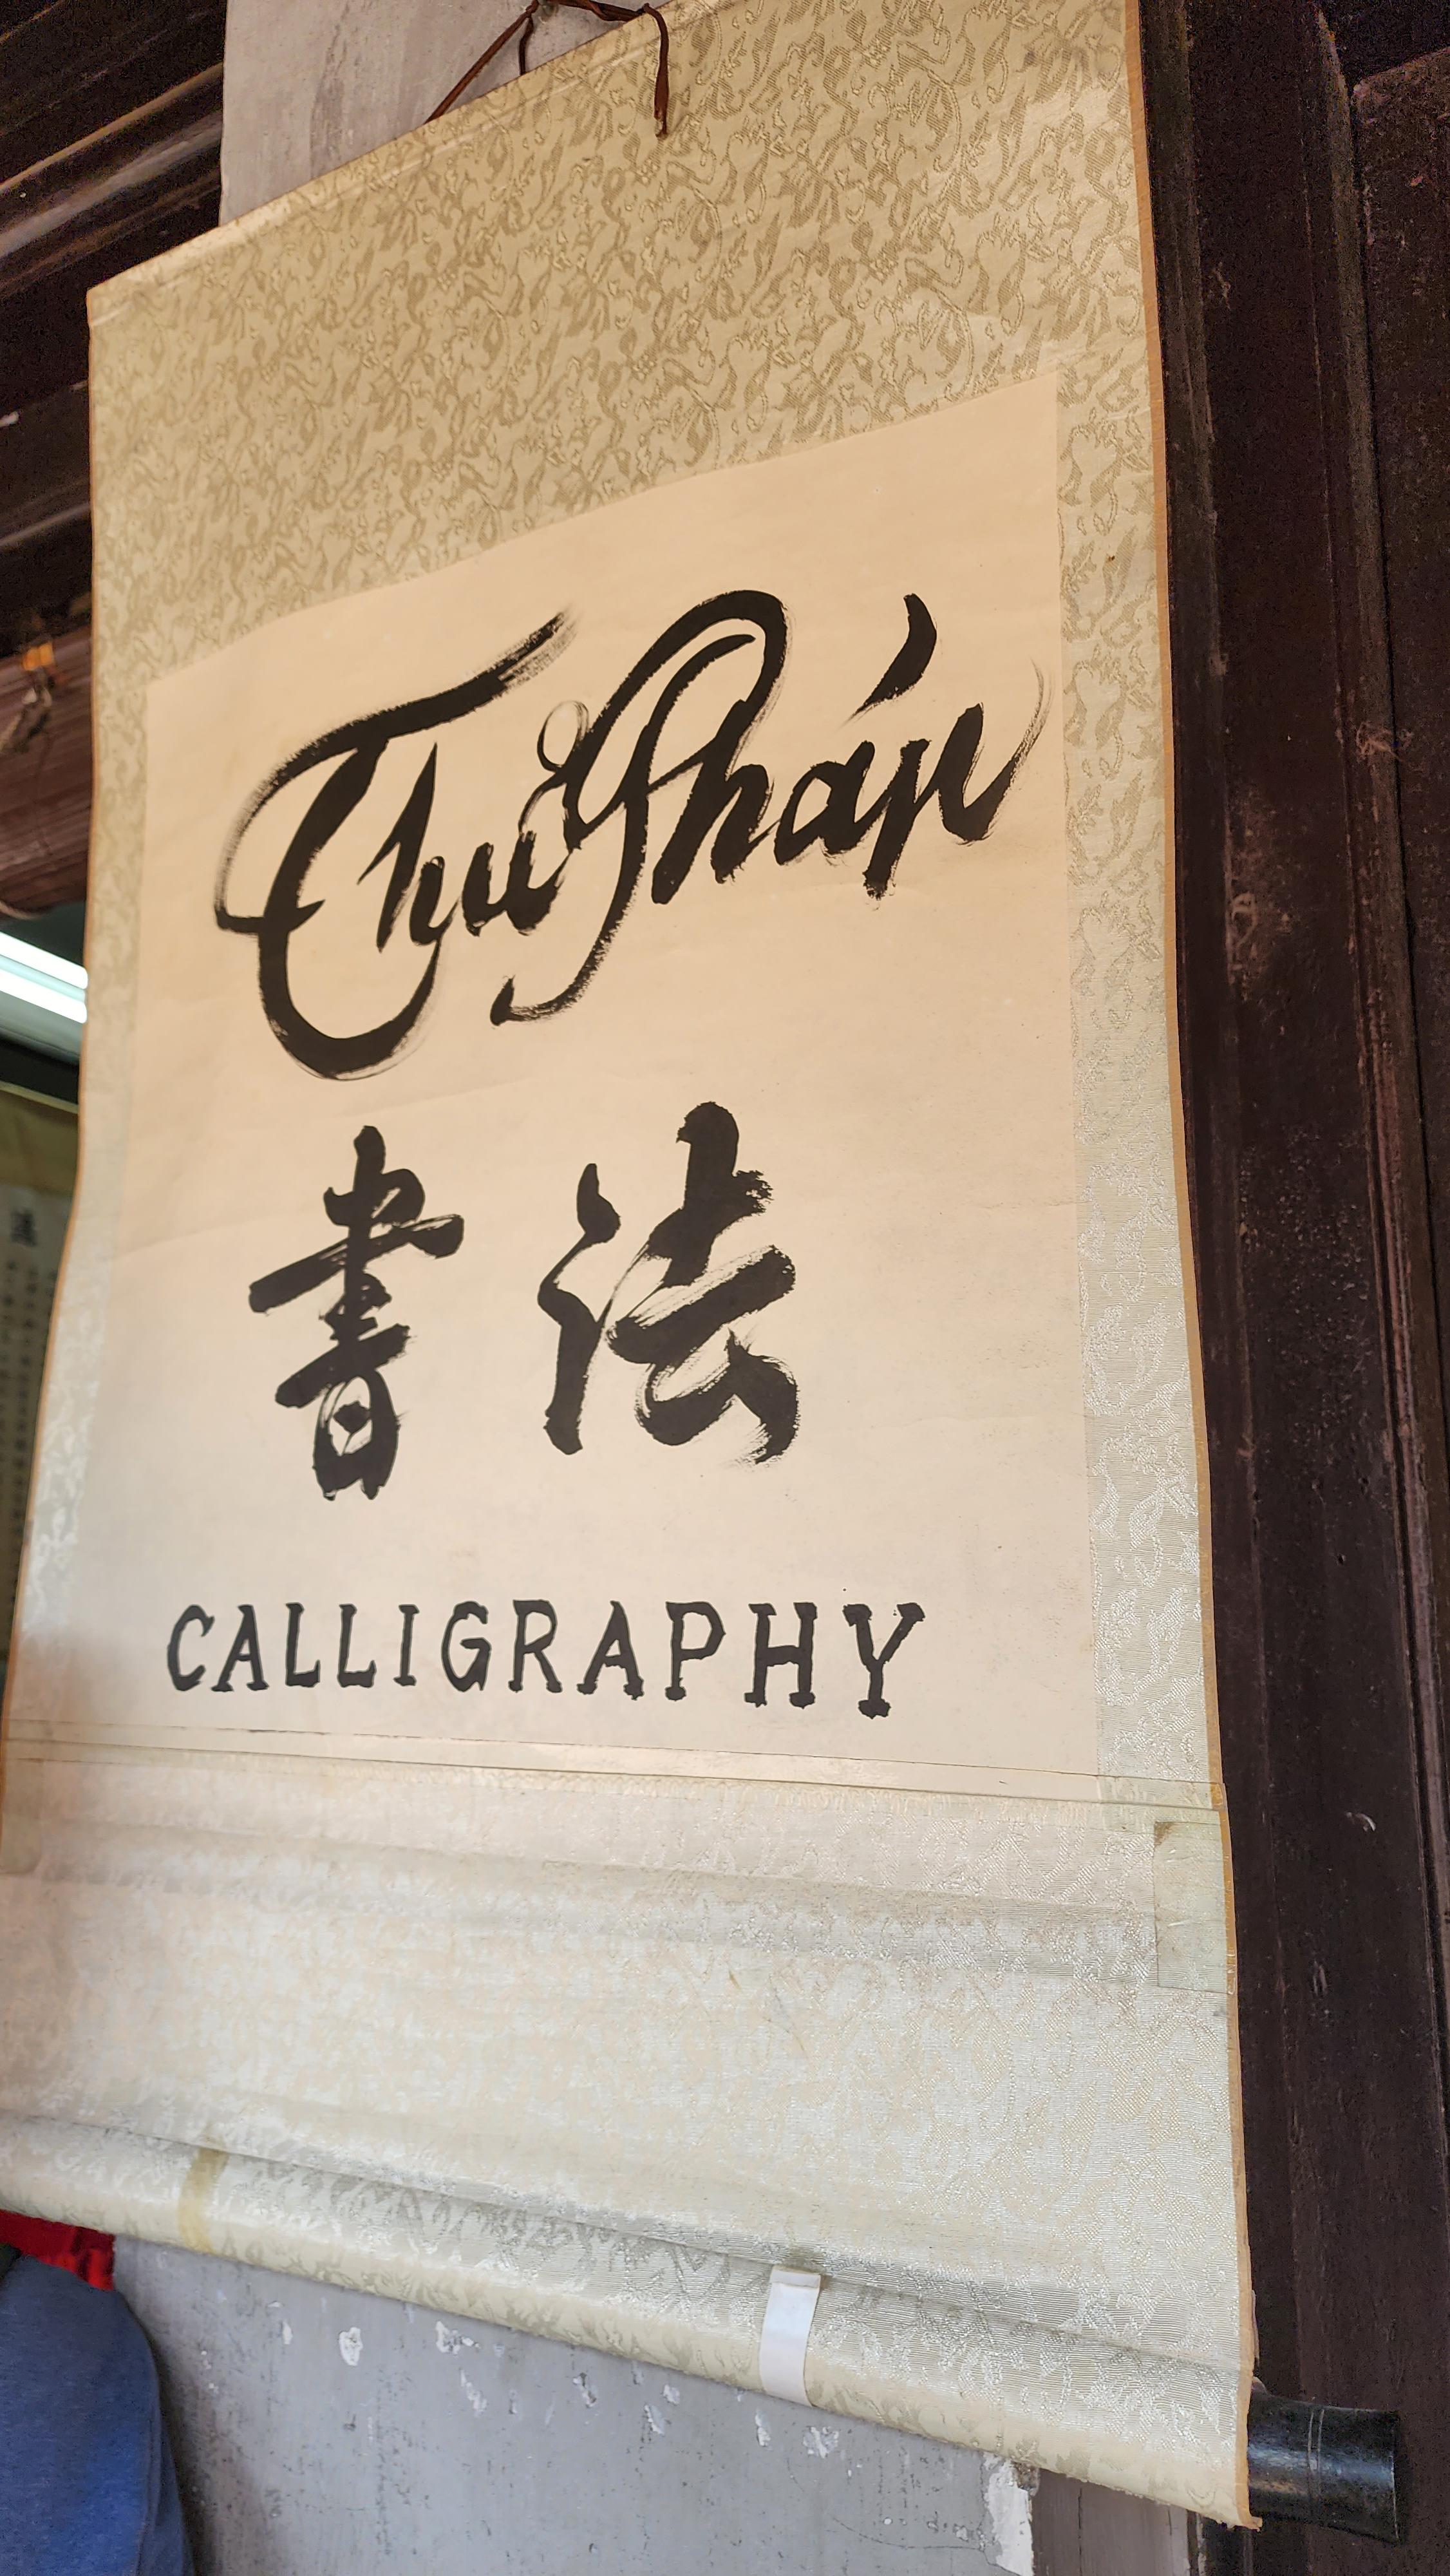 Thư Pháp
書法
CALLIGRAPHY